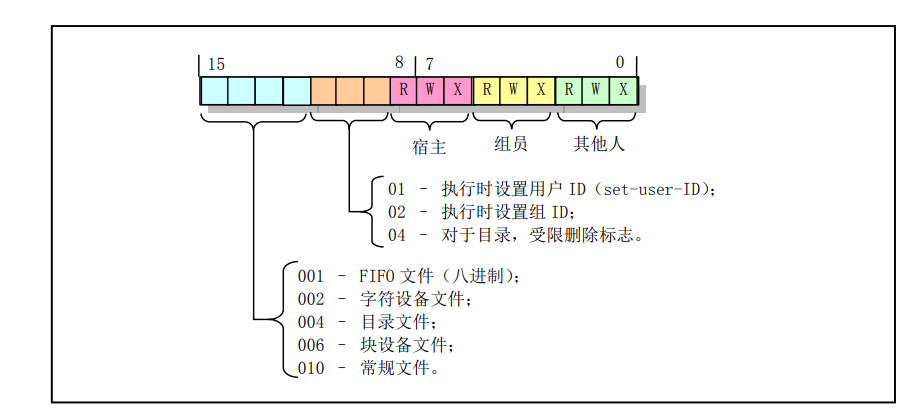 15 8 7 0
R W X R W X R W X
宿主 组员 其他人
01 - 执行时设置用户 ID（set-user-ID）；
02 - 执行时设置组 ID；
04 - 对于目录，受限删除标志。
001 - FIFO 文件（八进制）；
002 - 字符设备文件；
004 - 目录文件；
006 - 块设备文件；
010 - 常规文件。